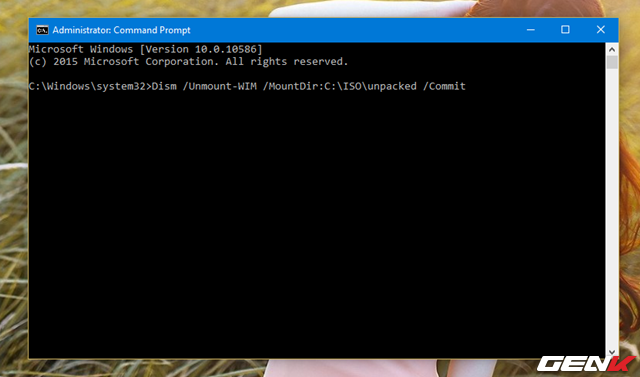 Administrator: Command Prompt
Microsoft Windows [Version 10.0.10586]
(c) 2015 Microsoft Corporation. All rights reserved.
C:\Windows\system32>Dism /Unmount-WIM /MountDir:C:\ISO\unpacked /Commit
GENK